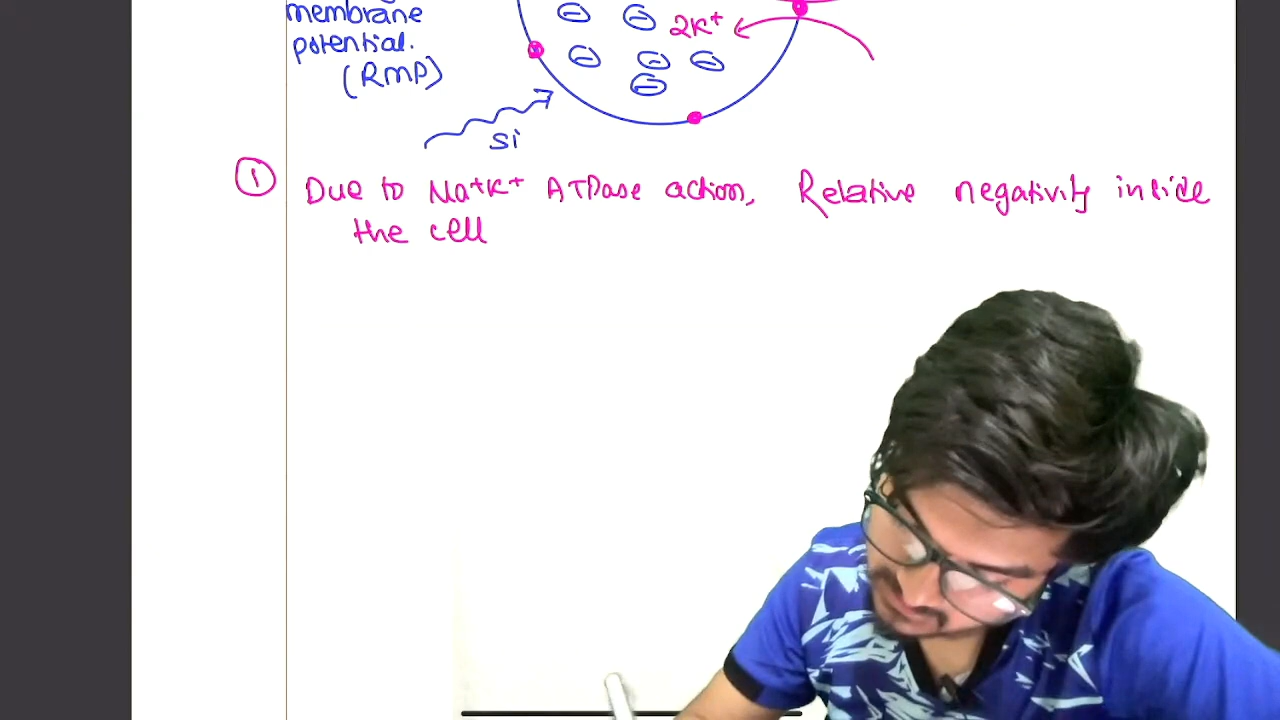 membrane
potential.
(RMP)
2K+
Si
1 Due to Na+K+ ATPase action, Relative negativity inside
the cell